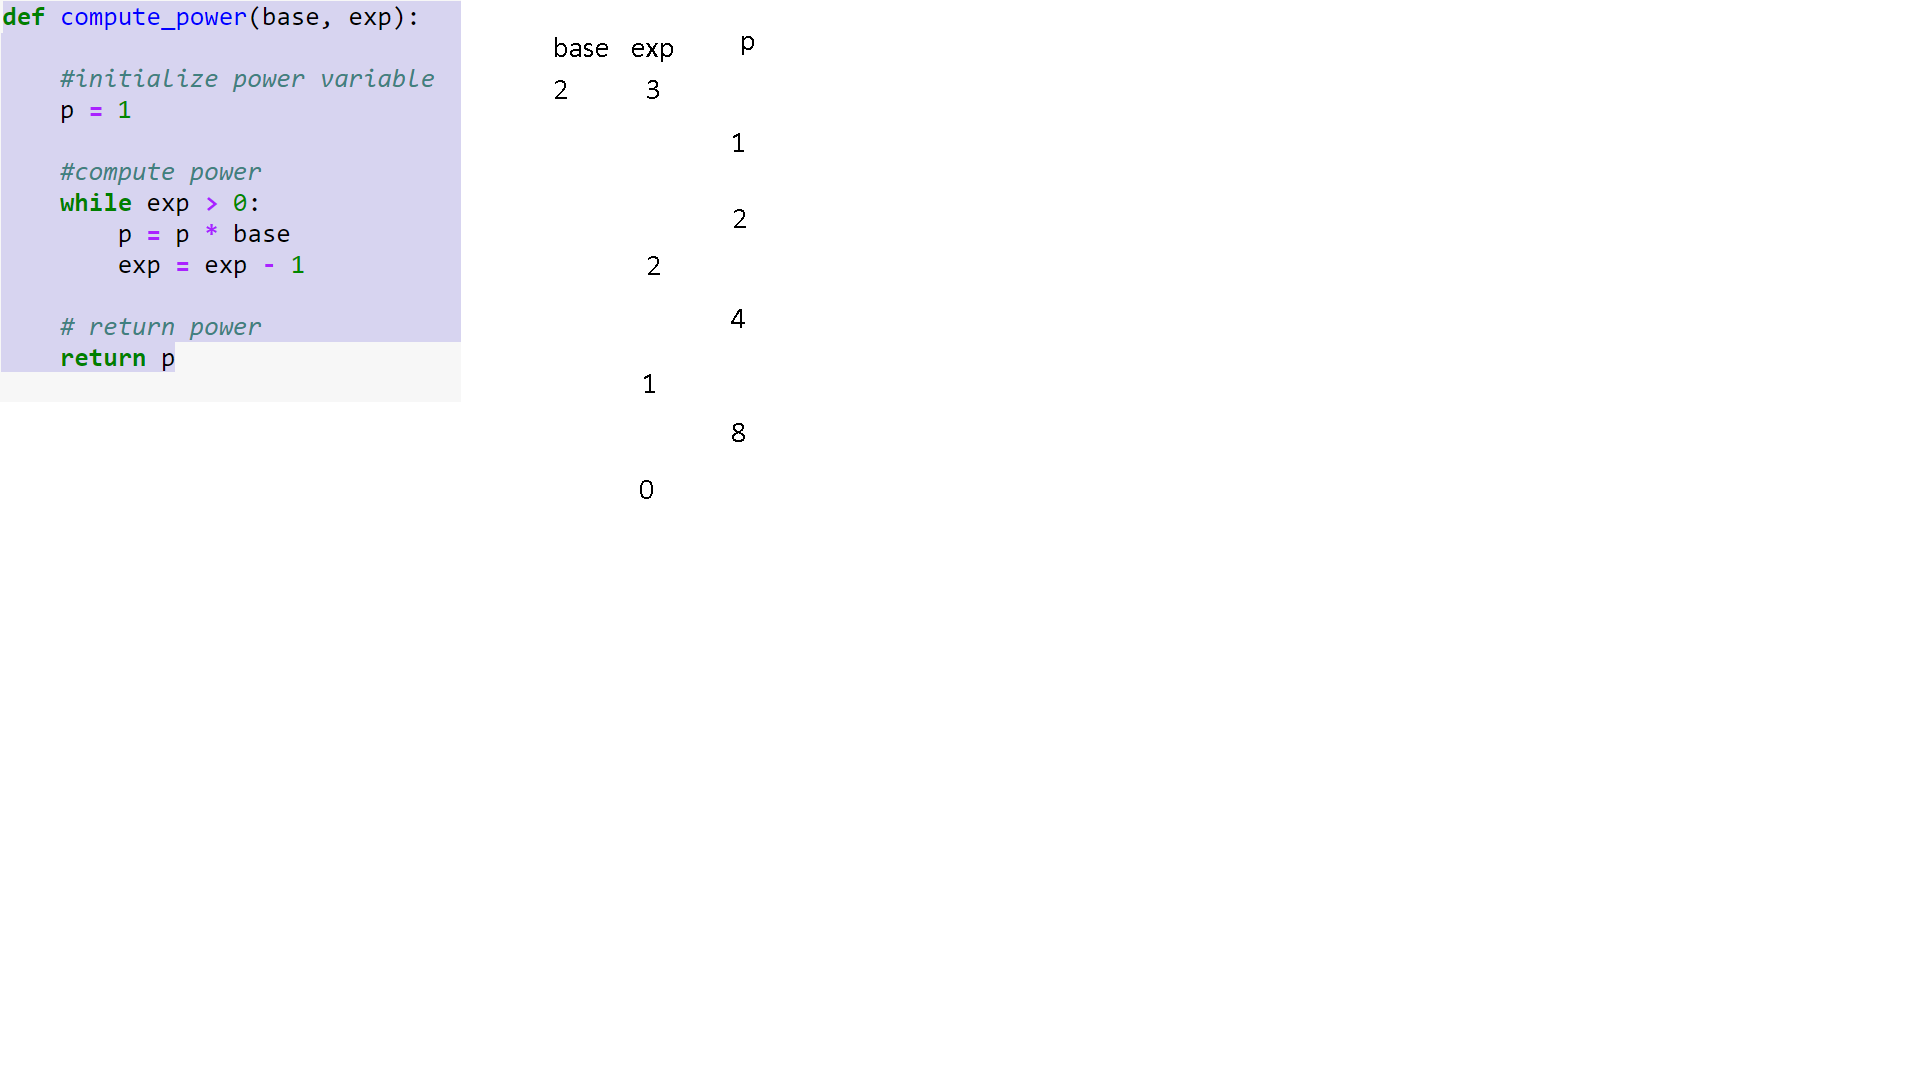 def compute_power(base, exp):
#initialize power variable
p = 1
#compute power
while exp > 0:
p = p * base
exp = exp - 1
# return power
return p
base exp p
2 3
1
2
2
4
1
8
0